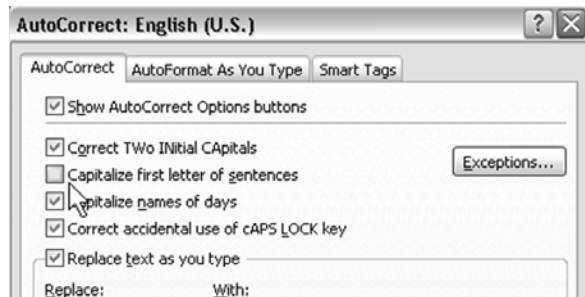 AutoCorrect: English (U.S.)
AutoCorrect AutoFormat As You Type Smart Tags
Show AutoCorrect Options buttons
Correct TWo INitial CApitals
Capitalize first letter of sentences
Exceptions...
names of days
Correct accidental use of cAPS LOCK key
Replace text as you type
Replace: With: